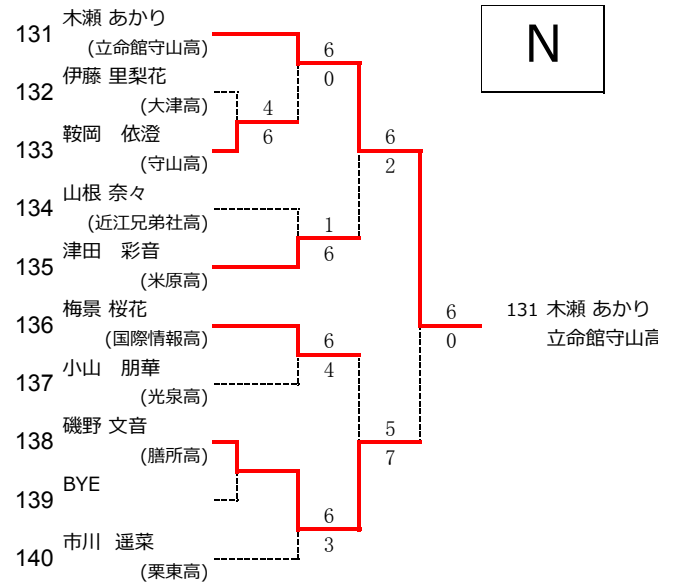 N
131 木瀬 あかり
(立命館守山高)
6
0
132 伊藤 里梨花
(大津高)
4
6
133 鞍岡 依澄
(守山高)
6
2
134 山根 奈々
(近江兄弟社高)
1
6
135 津田 彩音
(米原高)
6
0
131 木瀬 あかり
立命館守山高
136 梅景 桜花
(国際情報高)
6
4
137 小山 朋華
(光泉高)
138 磯野 文音
(膳所高)
5
7
139 BYE
6
3
140 市川 遥菜
(栗東高)